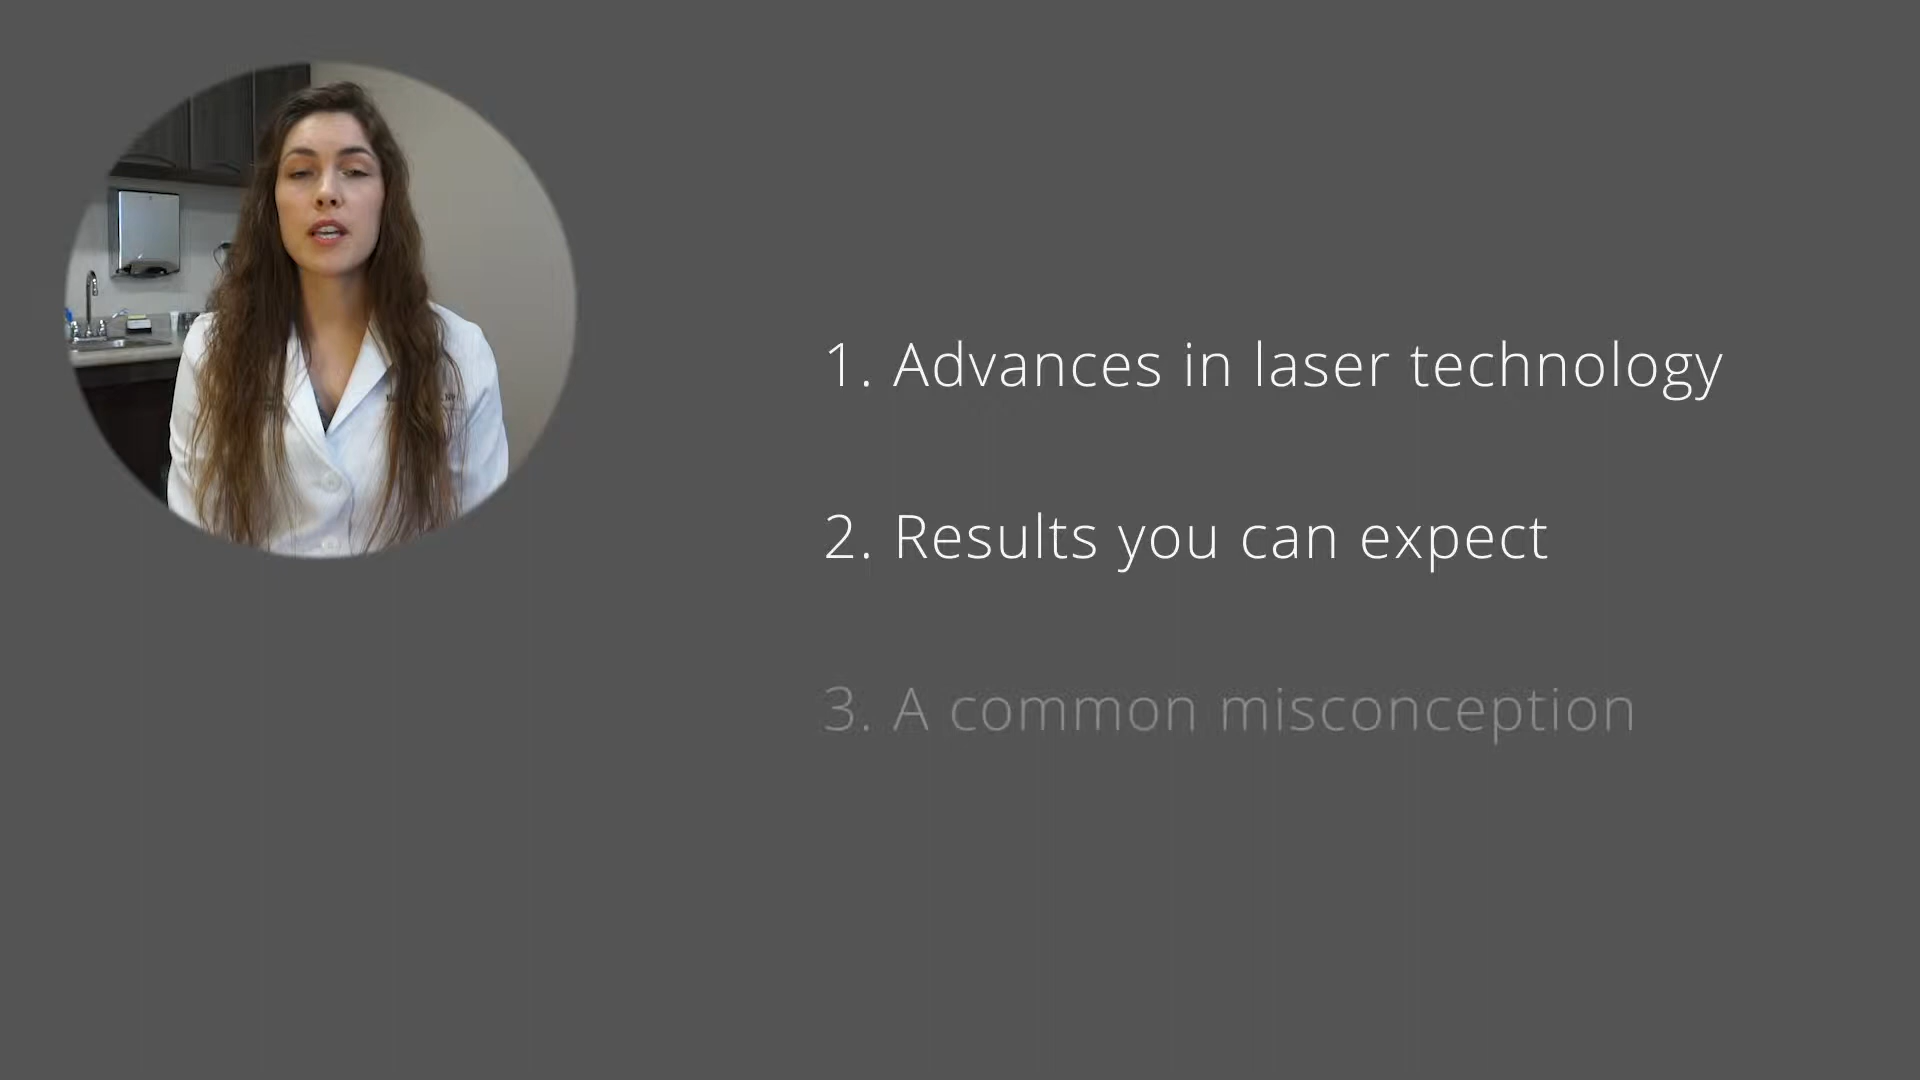 1. Advances in laser technology
2. Results you can expect
3. A common misconception